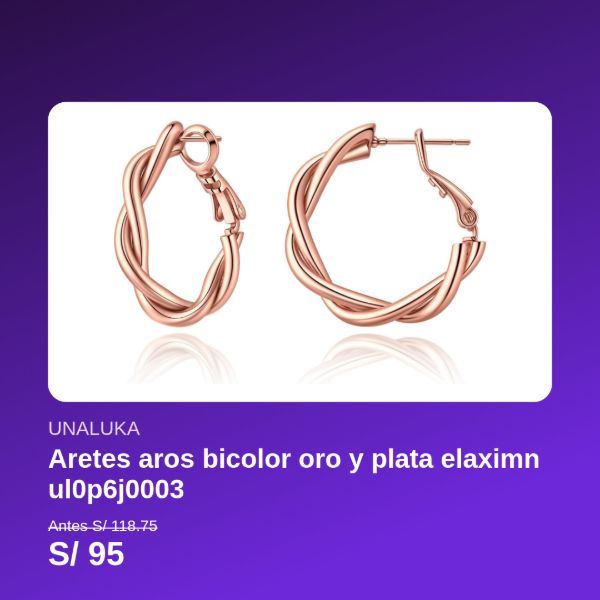 UNALUKA
Aretes aros bicolor oro y plata elaximn
ul0p6j0003
Antes S/ 118.75
S/ 95